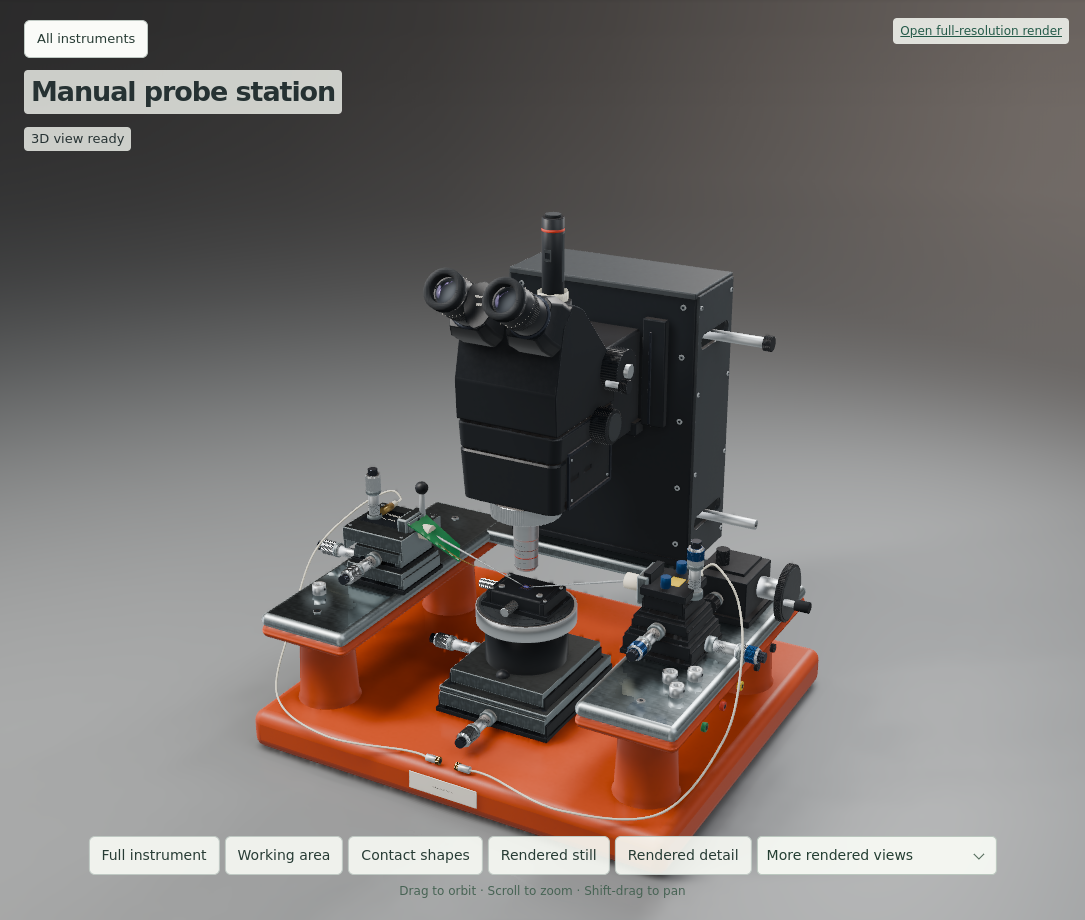 All instruments
Open full-resolution render
Manual probe station
3D view ready
Full instrument
Working area
Contact shapes
Rendered still
Rendered detail
More rendered views
Drag to orbit · Scroll to zoom · Shift-drag to pan